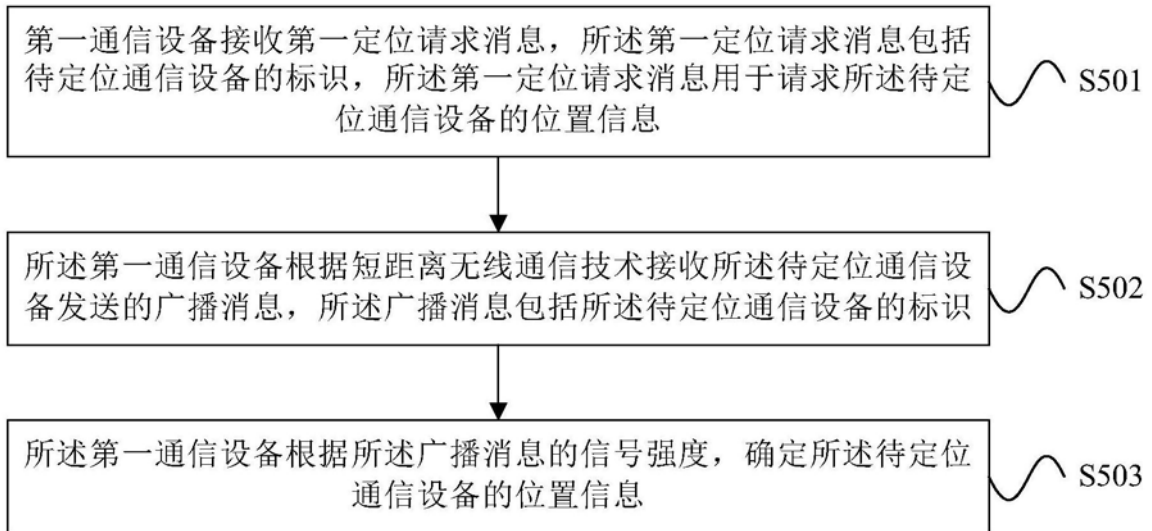 第一通信设备接收第一定位请求消息，所述第一定位请求消息包括
待定位通信设备的标识，所述第一定位请求消息用于请求所述待定
位通信设备的位置信息
S501
所述第一通信设备根据短距离无线通信技术接收所述待定位通信设
备发送的广播消息，所述广播消息包括所述待定位通信设备的标识
S502
所述第一通信设备根据所述广播消息的信号强度，确定所述待定位
通信设备的位置信息
S503